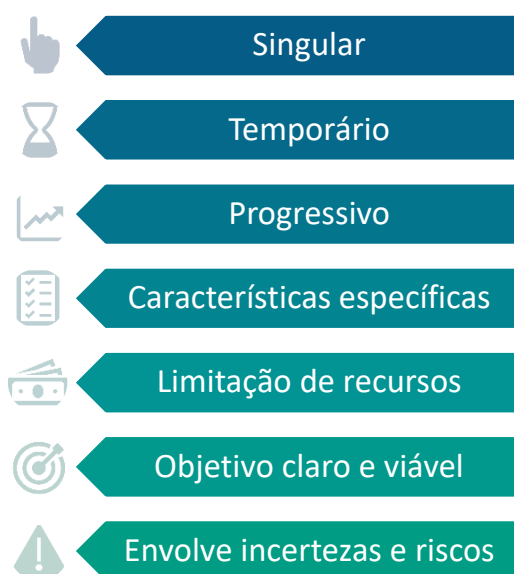 Singular
Temporário
Progressivo
Características específicas
Limitação de recursos
Objetivo claro e viável
Envolve incertezas e riscos